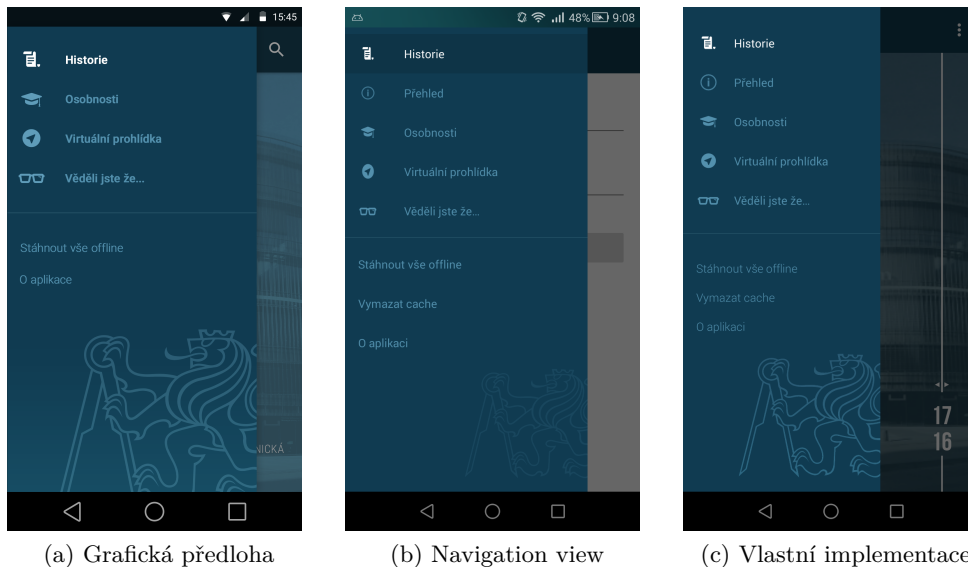 15:45
Historie
Osobnosti
Virtuální prohlídka
Věděli jste že...
Stáhnout vše offline
O aplikace
NICKÁ
(a) Grafická předloha
48% 9:08
Historie
Přehled
Osobnosti
Virtuální prohlídka
Věděli jste že...
Stáhnout vše offline
Vymazat cache
O aplikaci
(b) Navigation view
Historie
Přehled
Osobnosti
Virtuální prohlídka
Věděli jste že...
Stáhnout vše offline
Vymazat cache
O aplikaci
17
16
(c) Vlastní implementace